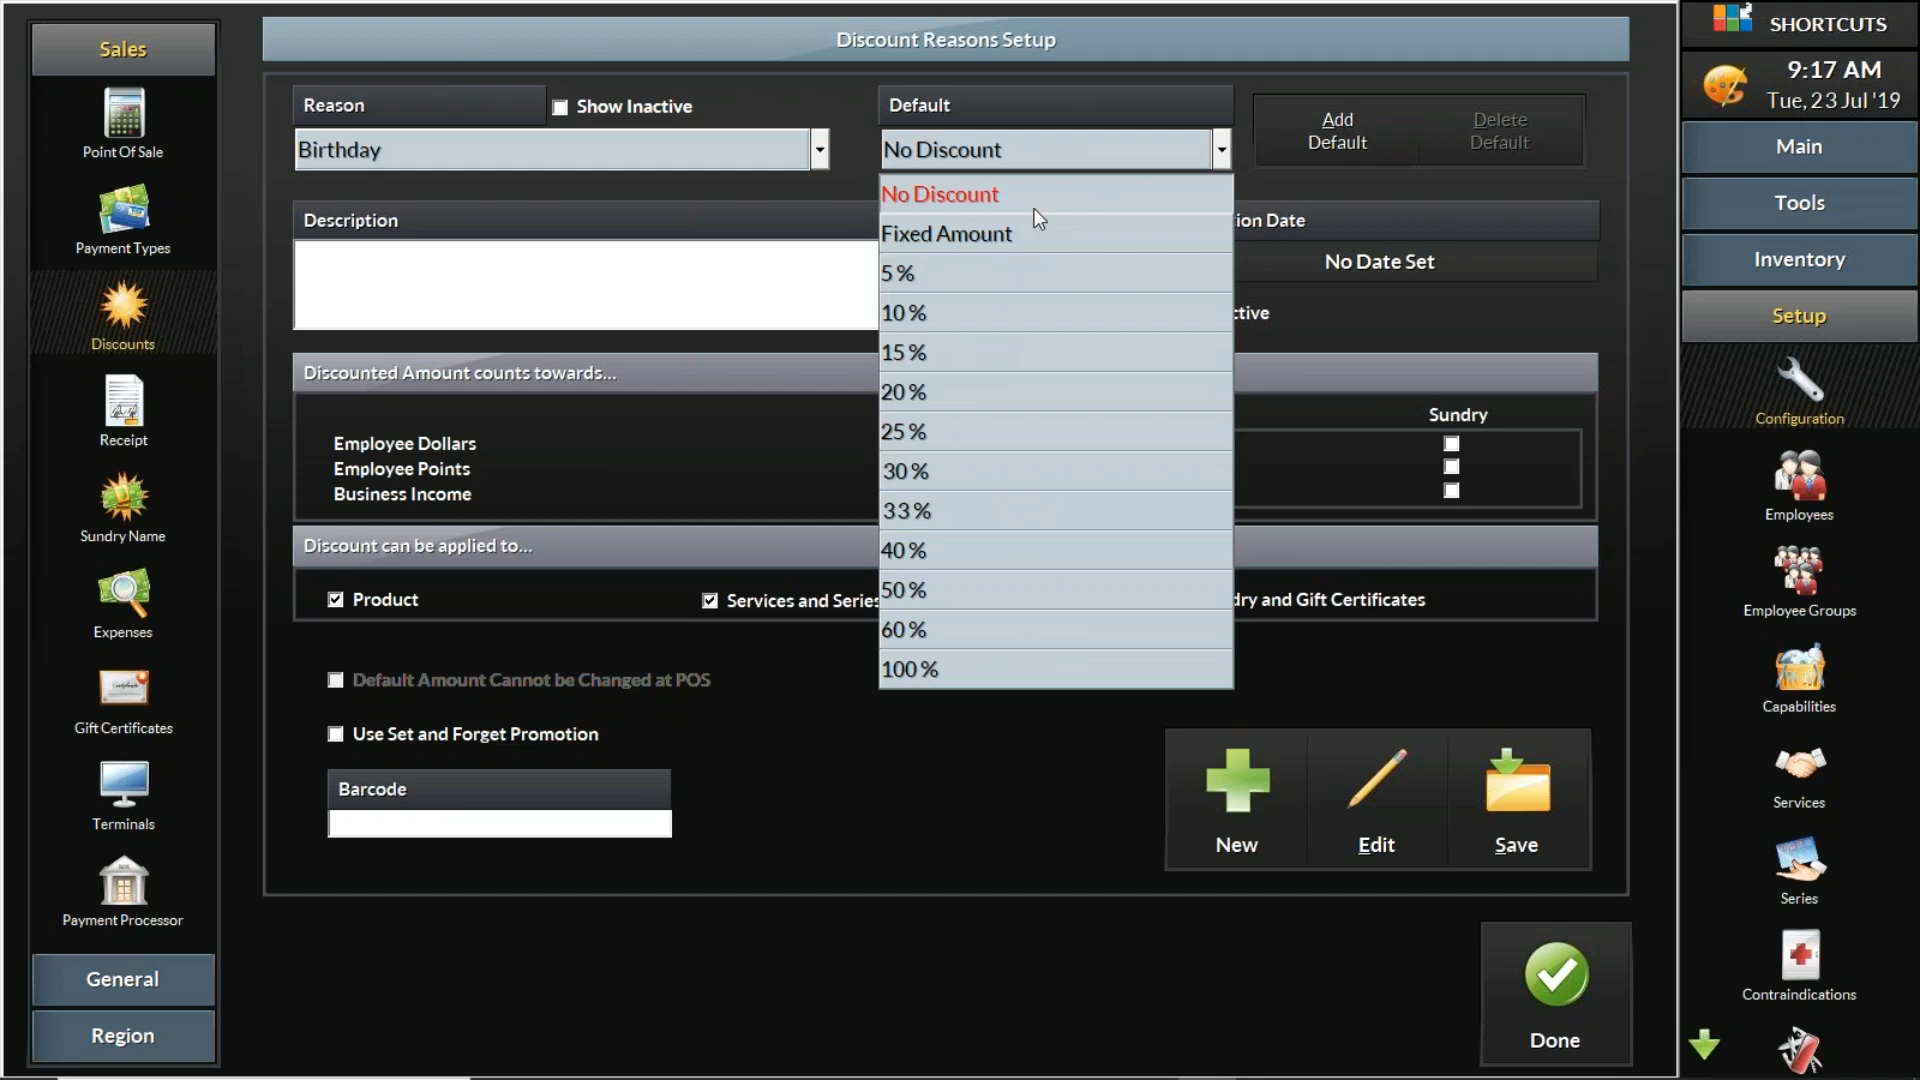 Sales
Point Of Sale
Payment Types
Discounts
Receipt
Sundry Name
Expenses
Gift Certificates
Terminals
Payment Processor
General
Region
Discount Reasons Setup
Reason
Show Inactive
Birthday
Default
No Discount
Add
Default
Delete
Default
No Discount
Fixed Amount
5 %
10 %
15 %
20 %
25 %
30 %
33 %
40 %
50 %
60 %
100 %
Description
ion Date
No Date Set
ctive
Discounted Amount counts towards...
Sundry
Employee Dollars
Employee Points
Business Income
Discount can be applied to...
Product
Services and Series
dry and Gift Certificates
Default Amount Cannot be Changed at POS
Use Set and Forget Promotion
Barcode
New
Edit
Save
Done
SHORTCUTS
9:17 AM
Tue, 23 Jul '19
Main
Tools
Inventory
Setup
Configuration
Employees
Employee Groups
Capabilities
Services
Series
Contraindications